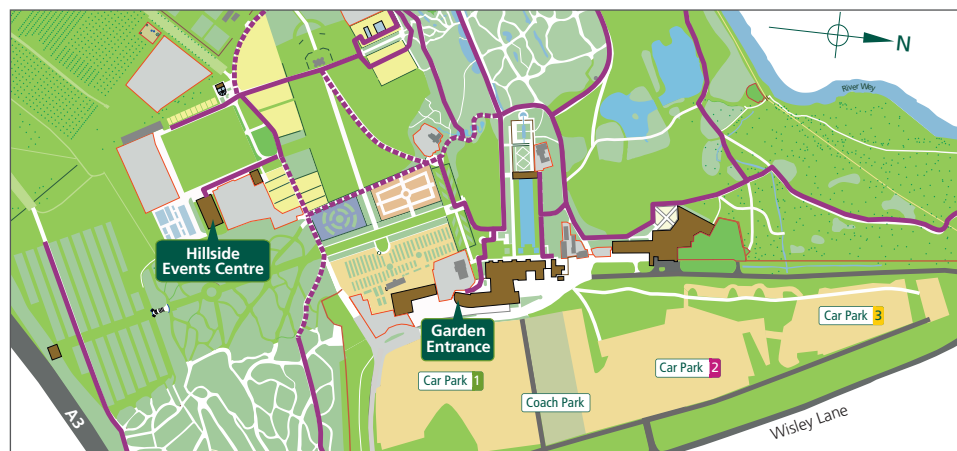 N
River Wey
Hillside
Events Centre
Garden
Entrance
Car Park 3
Car Park 2
Car Park 1
Coach Park
A3
Wisley Lane